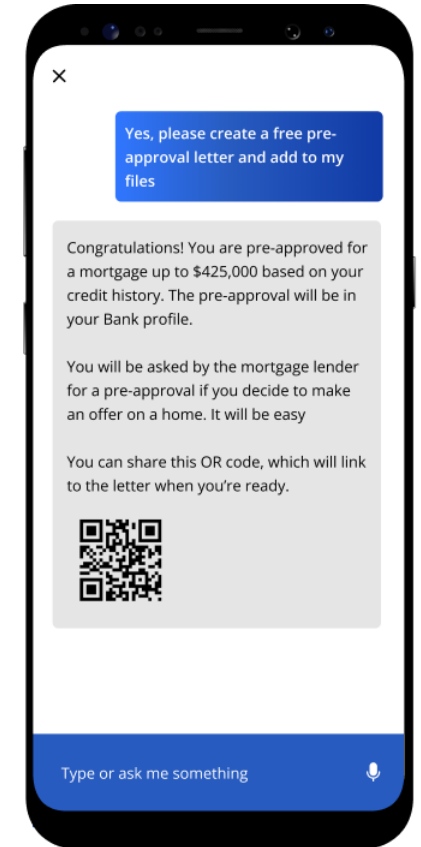 Yes, please create a free pre-
approval letter and add to my
files
Congratulations! You are pre-approved for
a mortgage up to $425,000 based on your
credit history. The pre-approval will be in
your Bank profile.
You will be asked by the mortgage lender
for a pre-approval if you decide to make
an offer on a home. It will be easy
You can share this OR code, which will link
to the letter when you’re ready.
Type or ask me something